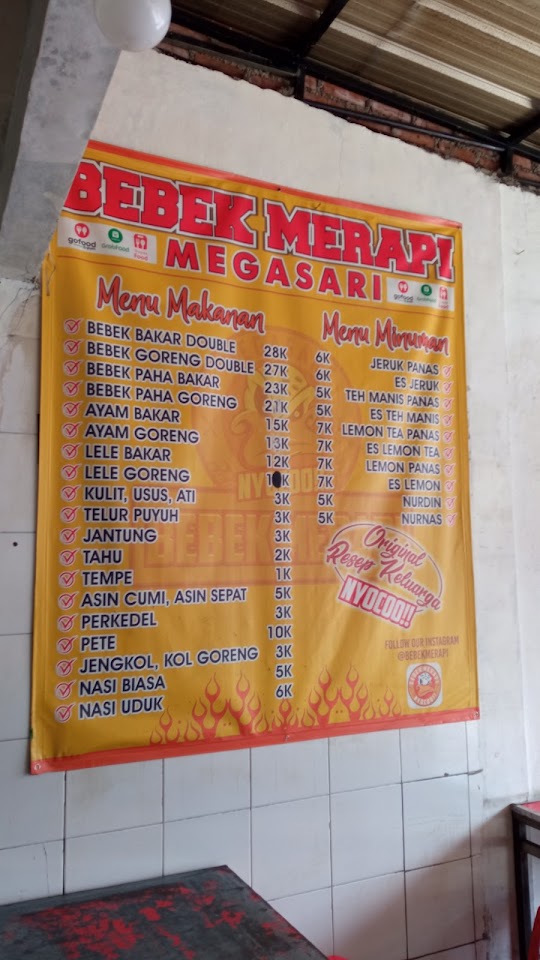 BEBEK MERAPI
MEGASARI
gofood
GrabFood
gofood
Menu Makanan
BEBEK BAKAR DOUBLE 28K
BEBEK GORENG DOUBLE 27K
BEBEK PAHA BAKAR 23K
BEBEK PAHA GORENG 21K
AYAM BAKAR 15K
AYAM GORENG 13K
LELE BAKAR 12K
LELE GORENG
KULIT, USUS, ATI 3K
TELUR PUYUH 3K
JANTUNG 3K
TAHU 2K
TEMPE 1K
ASIN CUMI, ASIN SEPAT 5K
PERKEDEL 3K
PETE 10K
JENGKOL, KOL GORENG 3K
NASI BIASA 5K
NASI UDUK 6K
Menu Minuman
6K JERUK PANAS
6K ES JERUK
5K TEH MANIS PANAS
5K ES TEH MANIS
7K LEMON TEA PANAS
7K ES LEMON TEA
7K LEMON PANAS
7K ES LEMON
5K NURDIN
5K NURNAS
NYOCOO!!
Original
Resep Keluarga
NYOCOO!!
FOLLOW OUR INSTAGRAM
@BEBEKMERAPI